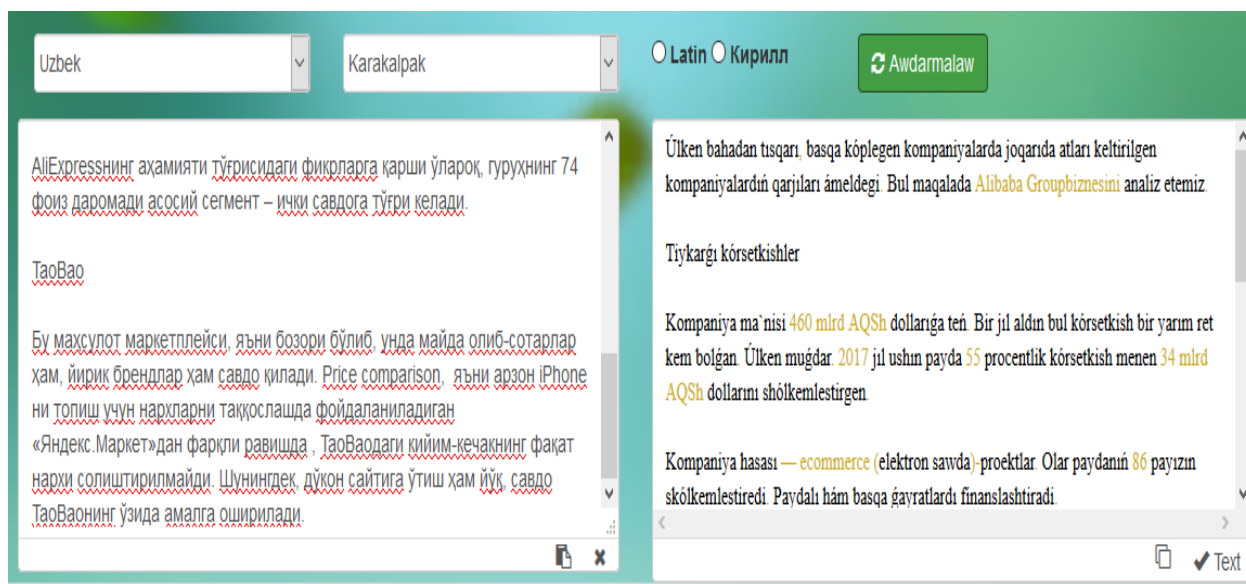 Uzbek
Karakalpak
Latin Кирилл
Awdarmalaw
AliExpressнинг аҳамияти тўғрисидаги фикрларга қарши ўлароқ, гуруҳнинг 74
фоиз даромади асосий сегмент – ички савдога тўғри келади.
TaoBao
Бу маҳсулот маркетплейси, яъни бозори бўлиб, унда майда олиб-сотарлар
ҳам, йирик брендлар ҳам савдо қилади. Price comparison, яъни арзон iPhone
ни топиш учун нархларни таққослашда фойдаланиладиган
«Яндекс.Маркет»дан фарқли равишда , TaoBaoдаги кийим-кечакнинг фақат
нархи солиштирилмайди. Шунингдек, дўкон сайтига ўтиш ҳам йўқ, савдо
TaoBaoнинг ўзида амалга оширилади.
Úlken bahadan tısqarı, basqa kóplegen kompaniyalarda joqarıda atları keltirilgen
kompaniyalardıń qarjıları ámeldegi. Bul maqalada Alibaba Groupbiznesini analiz etemiz.
Tiykarǵı kórsetkishler
Kompaniya ma`nisi 460 mlrd AQSh dollarıǵa teń. Bir jıl aldın bul kórsetkish bir yarım ret
kem bolǵan. Úlken muǵdar. 2017 jıl ushın payda 55 procentlik kórsetkish menen 34 mlrd
AQSh dollarını shólkemlestirgen.
Kompaniya hasası — ecommerce (elektron sawda)-proektlar. Olar paydanıń 86 payızın
skólkemlestiredi. Paydalı hám basqa ǵayratlardı finanslashtiradi.
Text